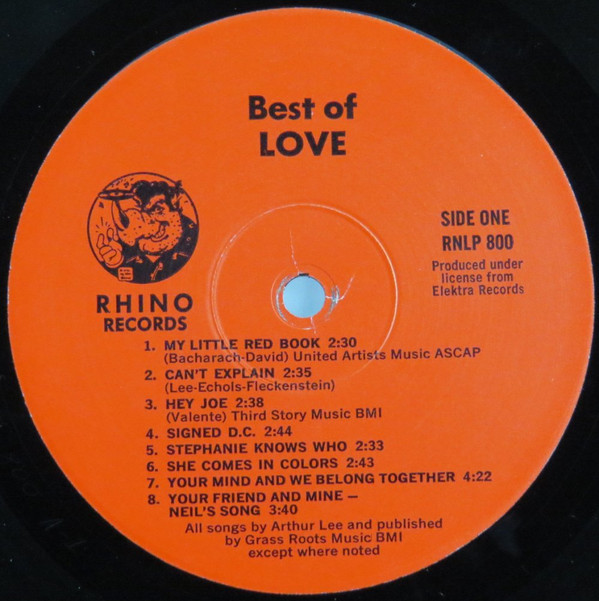 Best of
LOVE
SIDE ONE
RNLP 800
Produced under
license from
Elektra Records
RHINO
RECORDS
1. MY LITTLE RED BOOK 2:30
(Bacharach-David) United Artists Music ASCAP
2. CAN'T EXPLAIN 2:35
(Lee-Echols-Fleckenstein)
3. HEY JOE 2:38
(Valente) Third Story Music BMI
4. SIGNED D.C. 2:44
5. STEPHANIE KNOWS WHO 2:33
6. SHE COMES IN COLORS 2:43
7. YOUR MIND AND WE BELONG TOGETHER 4:22
8. YOUR FRIEND AND MINE —
NEIL'S SONG 3:40
All songs by Arthur Lee and published
by Grass Roots Music BMI
except where noted